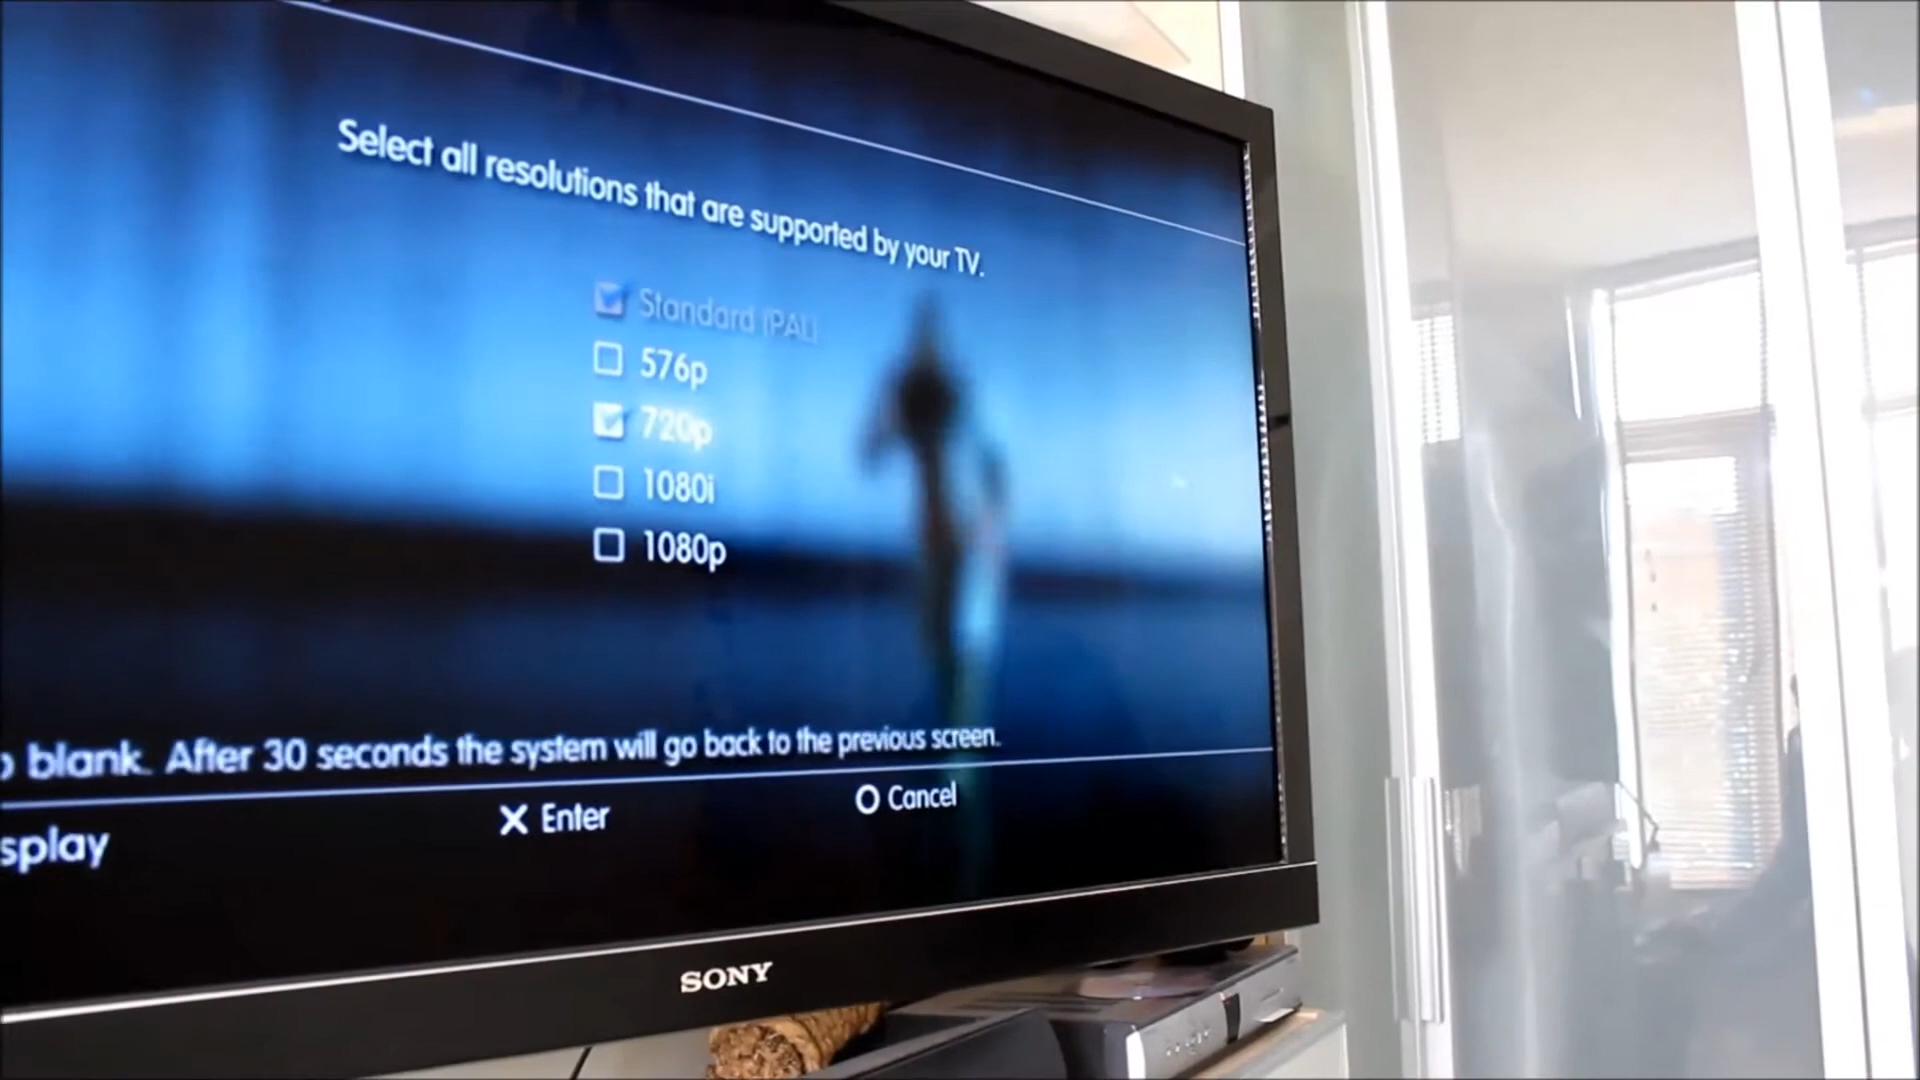 Select all resolutions that are supported by your TV.
Standard (PAL)
576p
720p
1080i
1080p
blank. After 30 seconds the system will go back to the previous screen.
splay
Enter
Cancel
SONY